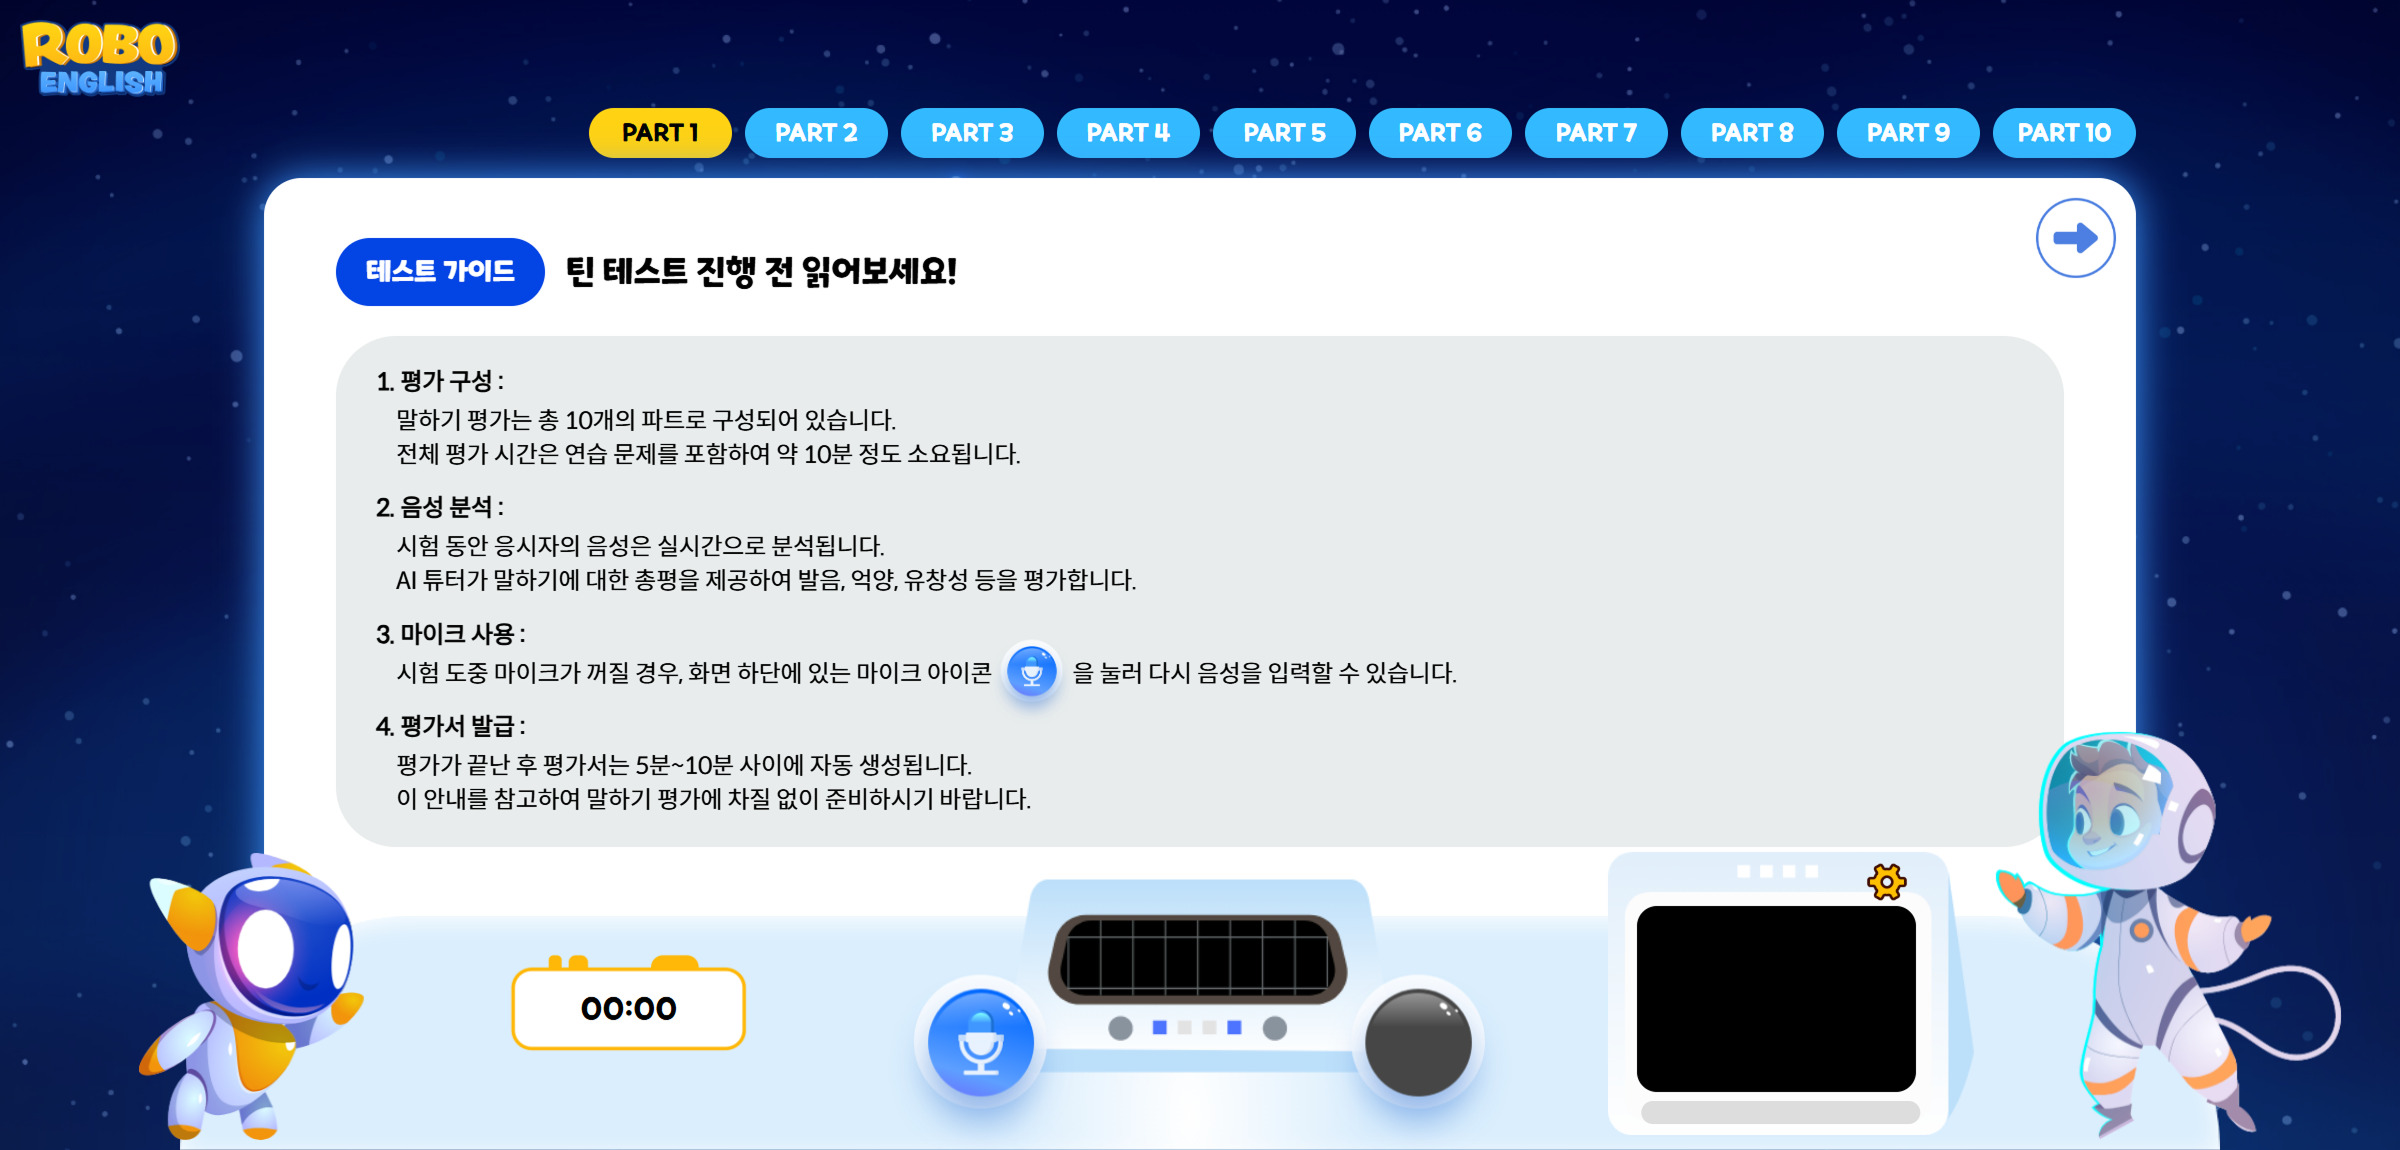 ROBO
ENGLISH
PART 1
PART 2
PART 3
PART 4
PART 5
PART 6
PART 7
PART 8
PART 9
PART 10
테스트 가이드
틴 테스트 진행 전 읽어보세요!
1. 평가 구성 :
말하기 평가는 총 10개의 파트로 구성되어 있습니다.
전체 평가 시간은 연습 문제를 포함하여 약 10분 정도 소요됩니다.
2. 음성 분석 :
시험 동안 응시자의 음성은 실시간으로 분석됩니다.
AI 튜터가 말하기에 대한 총평을 제공하여 발음, 억양, 유창성 등을 평가합니다.
3. 마이크 사용 :
시험 도중 마이크가 꺼질 경우, 화면 하단에 있는 마이크 아이콘 을 눌러 다시 음성을 입력할 수 있습니다.
4. 평가서 발급 :
평가가 끝난 후 평가서는 5분~10분 사이에 자동 생성됩니다.
이 안내를 참고하여 말하기 평가에 차질 없이 준비하시기 바랍니다.
00:00